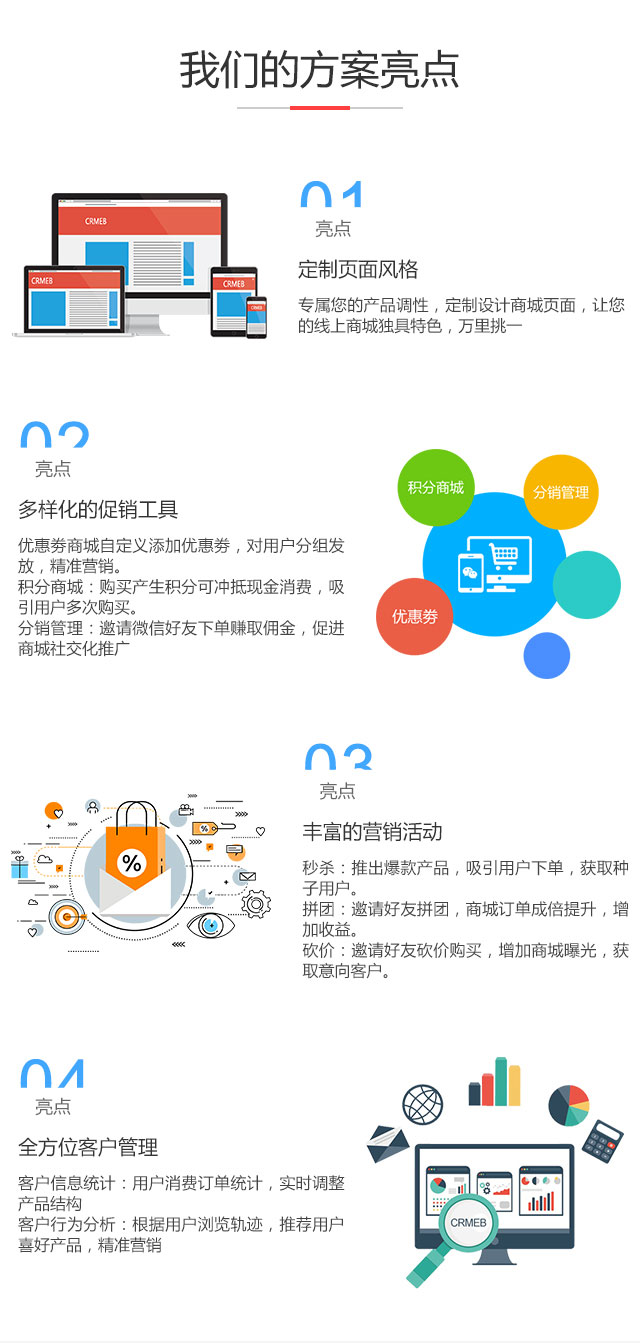 我们的方案亮点
CRMEB
CRMEB
CRMEB
CRMEB
01
亮点
定制页面风格
专属您的产品调性，定制设计商城页面，让您
的线上商城独具特色，万里挑一
02
亮点
多样化的促销工具
优惠劵商城自定义添加优惠劵，对用户分组发
放，精准营销。
积分商城：购买产生积分可冲抵现金消费，吸
引用户多次购买。
分销管理：邀请微信好友下单赚取佣金，促进
商城社交化推广
积分商城
分销管理
优惠劵
%
%
03
亮点
丰富的营销活动
秒杀：推出爆款产品，吸引用户下单，获取种
子用户。
拼团：邀请好友拼团，商城订单成倍提升，增
加收益。
砍价：邀请好友砍价购买，增加商城曝光，获
取意向客户。
04
亮点
全方位客户管理
客户信息统计：用户消费订单统计，实时调整
产品结构
客户行为分析：根据用户浏览轨迹，推荐用户
喜好产品，精准营销
CRMEB